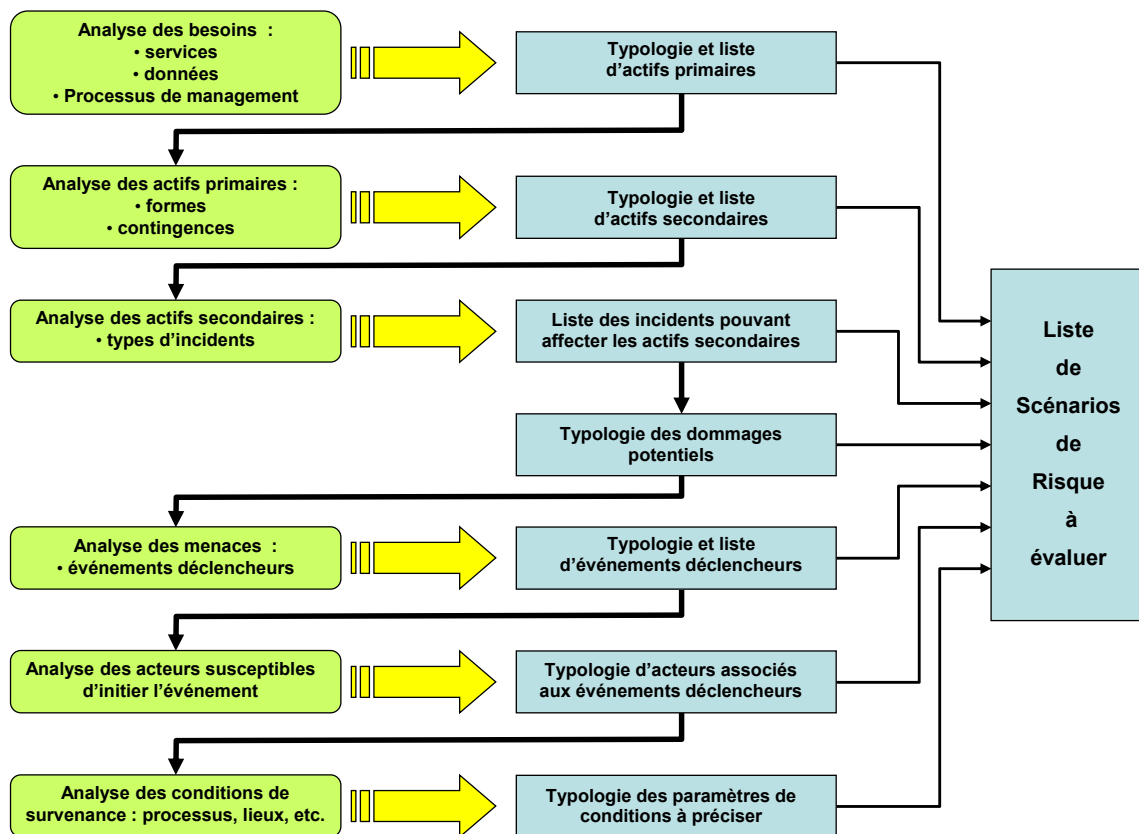 Analyse des besoins :
• services
• données
• Processus de management
Typologie et liste
d’actifs primaires
Analyse des actifs primaires :
• formes
• contingences
Typologie et liste
d’actifs secondaires
Analyse des actifs secondaires :
• types d’incidents
Liste des incidents pouvant
affecter les actifs secondaires
Typologie des dommages
potentiels
Analyse des menaces :
• événements déclencheurs
Typologie et liste
d’événements déclencheurs
Analyse des acteurs susceptibles
d’initier l’événement
Typologie d’acteurs associés
aux événements déclencheurs
Analyse des conditions de
survenance : processus, lieux, etc.
Typologie des paramètres de
conditions à préciser
Liste
de
Scénarios
de
Risque
à
évaluer